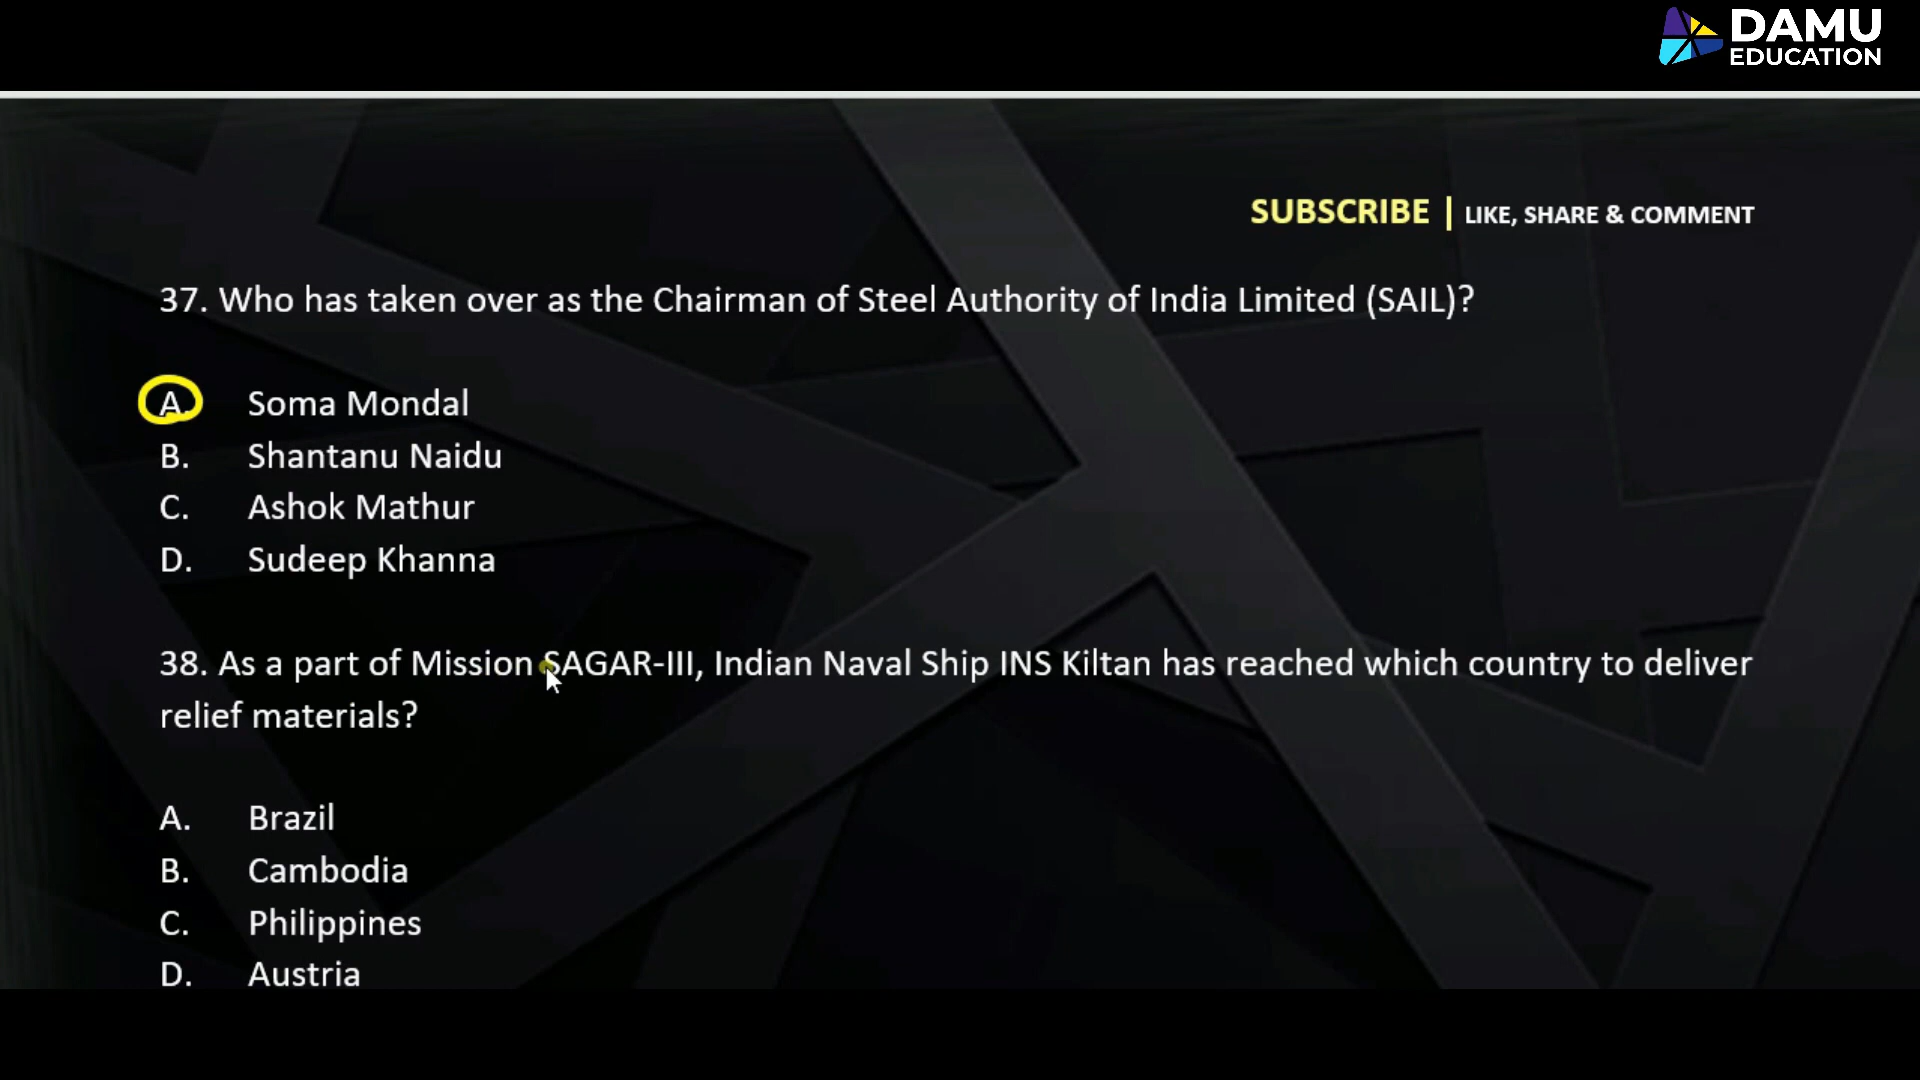 DAMU
EDUCATION
SUBSCRIBE | LIKE, SHARE & COMMENT
37. Who has taken over as the Chairman of Steel Authority of India Limited (SAIL)?
A. Soma Mondal
B. Shantanu Naidu
C. Ashok Mathur
D. Sudeep Khanna
38. As a part of Mission SAGAR-III, Indian Naval Ship INS Kiltan has reached which country to deliver
relief materials?
A. Brazil
B. Cambodia
C. Philippines
D. Austria